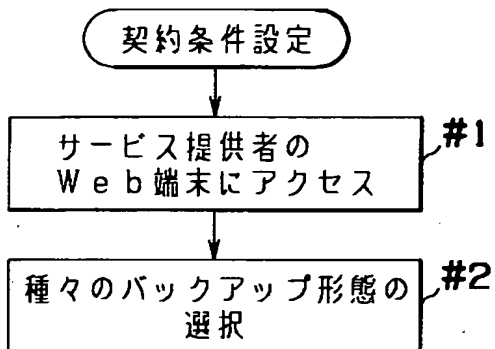 契約条件設定
サービス提供者の
Web端末にアクセス
#1
種々のバックアップ形態の
選択
#2